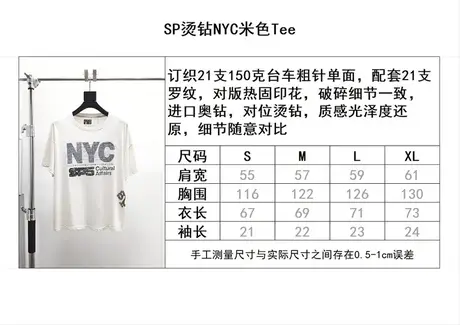 SP烫钻NYC米色Tee
订织21支150克台车粗针单面，配套21支
罗纹，对版热固印花，破碎细节一致，
进口奥钻，对位烫钻，质感光泽度还
原，细节随意对比
尺码 S M L XL
肩宽 55 57 59 61
胸围 116 122 126 130
衣长 67 69 71 73
袖长 21 22 23 24
手工测量尺寸与实际尺寸之间存在0.5-1cm误差
NYC
Cultural
Affairs